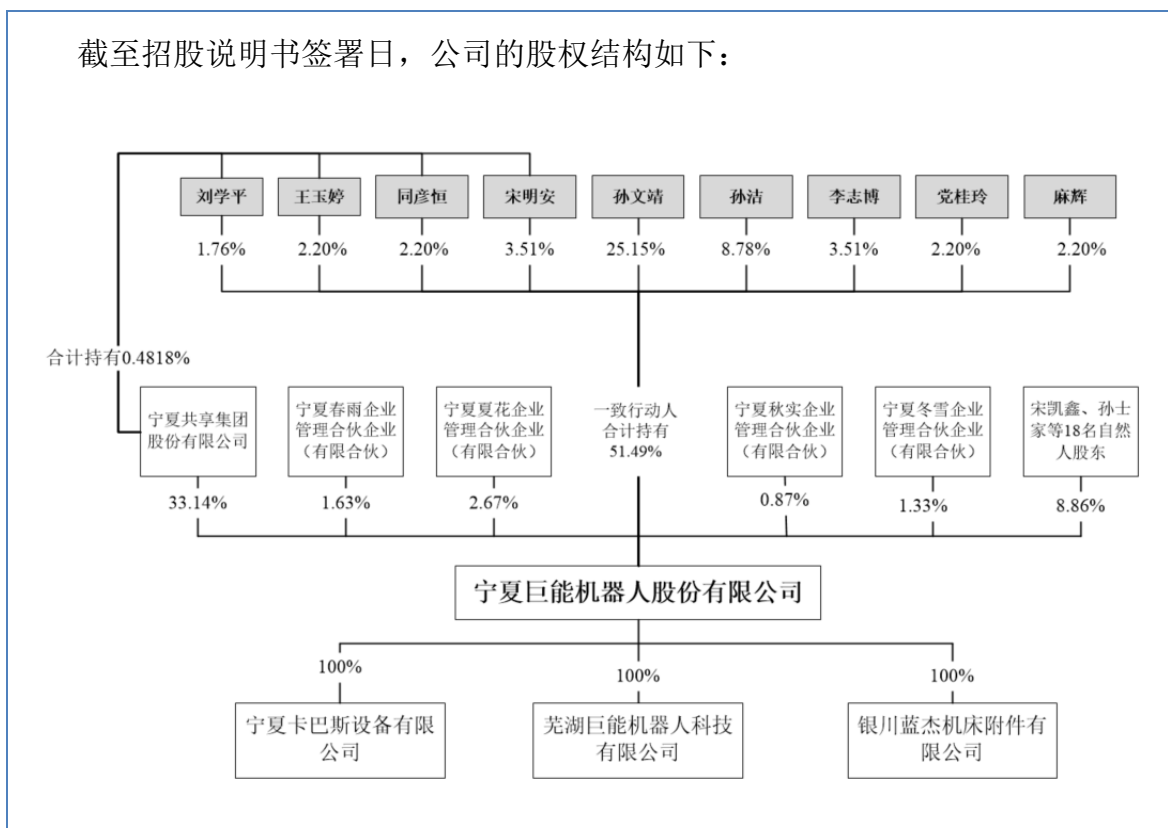 截至招股说明书签署日，公司的股权结构如下：
刘学平
王玉婷
同彦恒
宋明安
孙文靖
孙洁
李志博
党桂玲
麻辉
1.76%
2.20%
2.20%
3.51%
25.15%
8.78%
3.51%
2.20%
2.20%
合计持有0.4818%
宁夏共享集团
股份有限公司
宁夏春雨企业
管理合伙企业
（有限合伙）
宁夏夏花企业
管理合伙企业
（有限合伙）
一致行动人
合计持有
51.49%
宁夏秋实企业
管理合伙企业
（有限合伙）
宁夏冬雪企业
管理合伙企业
（有限合伙）
宋凯鑫、孙士
家等18名自然
人股东
33.14%
1.63%
2.67%
0.87%
1.33%
8.86%
宁夏巨能机器人股份有限公司
100%
100%
100%
宁夏卡巴斯设备有限
公司
芜湖巨能机器人科技
有限公司
银川蓝杰机床附件有
限公司